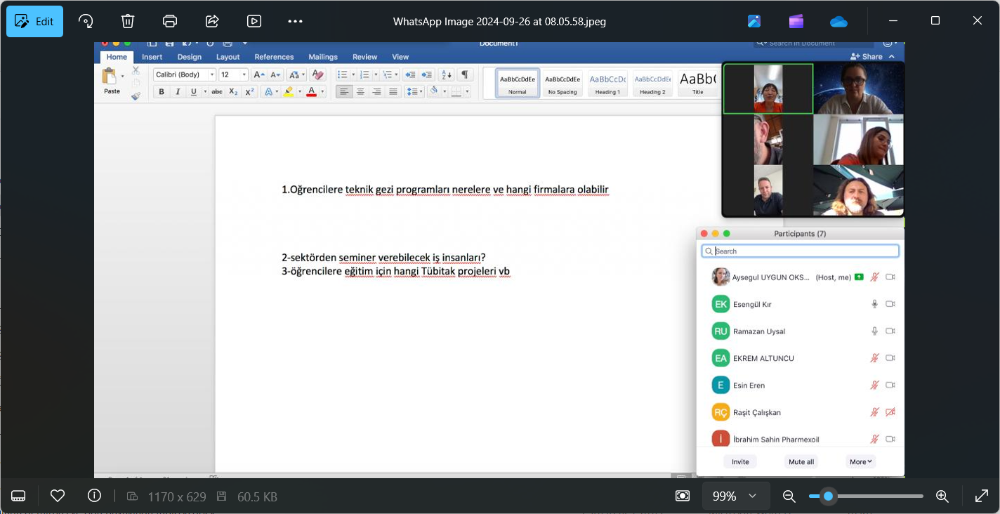 Edit
WhatsApp Image 2024-09-26 at 08.05.58.jpeg
Document1
Search in Document
Home Insert Design Layout References Mailings Review View
Share
Paste
Calibri (Body) 12
AaBbCcDdEe AaBbCcDdEe AaBbCcDc AaBbCcDdEe AaBbC
Normal No Spacing Heading 1 Heading 2 Title
B I U abc X₂ X²
1.Oğrencilere teknik gezi programları nerelere ve hangi firmalara olabilir
2-sektörden seminer verebilecek iş insanları?
3-öğrencilere eğitim için hangi Tübitak projeleri vb
Participants (7)
Search
Aysegul UYGUN OKS... (Host, me)
EK Esengül Kır
RU Ramazan Uysal
EA EKREM ALTUNCU
E Esin Eren
RÇ Raşit Çalışkan
İ İbrahim Sahin Pharmexoil
Invite Mute all More
1170 x 629 60.5 KB
99%